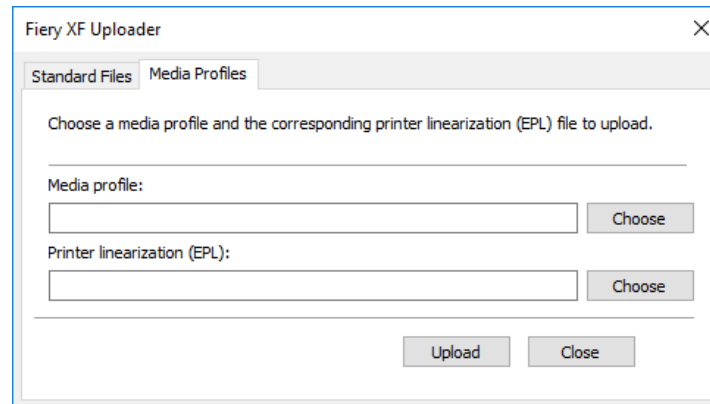 Fiery XF Uploader
Standard Files Media Profiles
Choose a media profile and the corresponding printer linearization (EPL) file to upload.
Media profile:
Choose
Printer linearization (EPL):
Choose
Upload Close